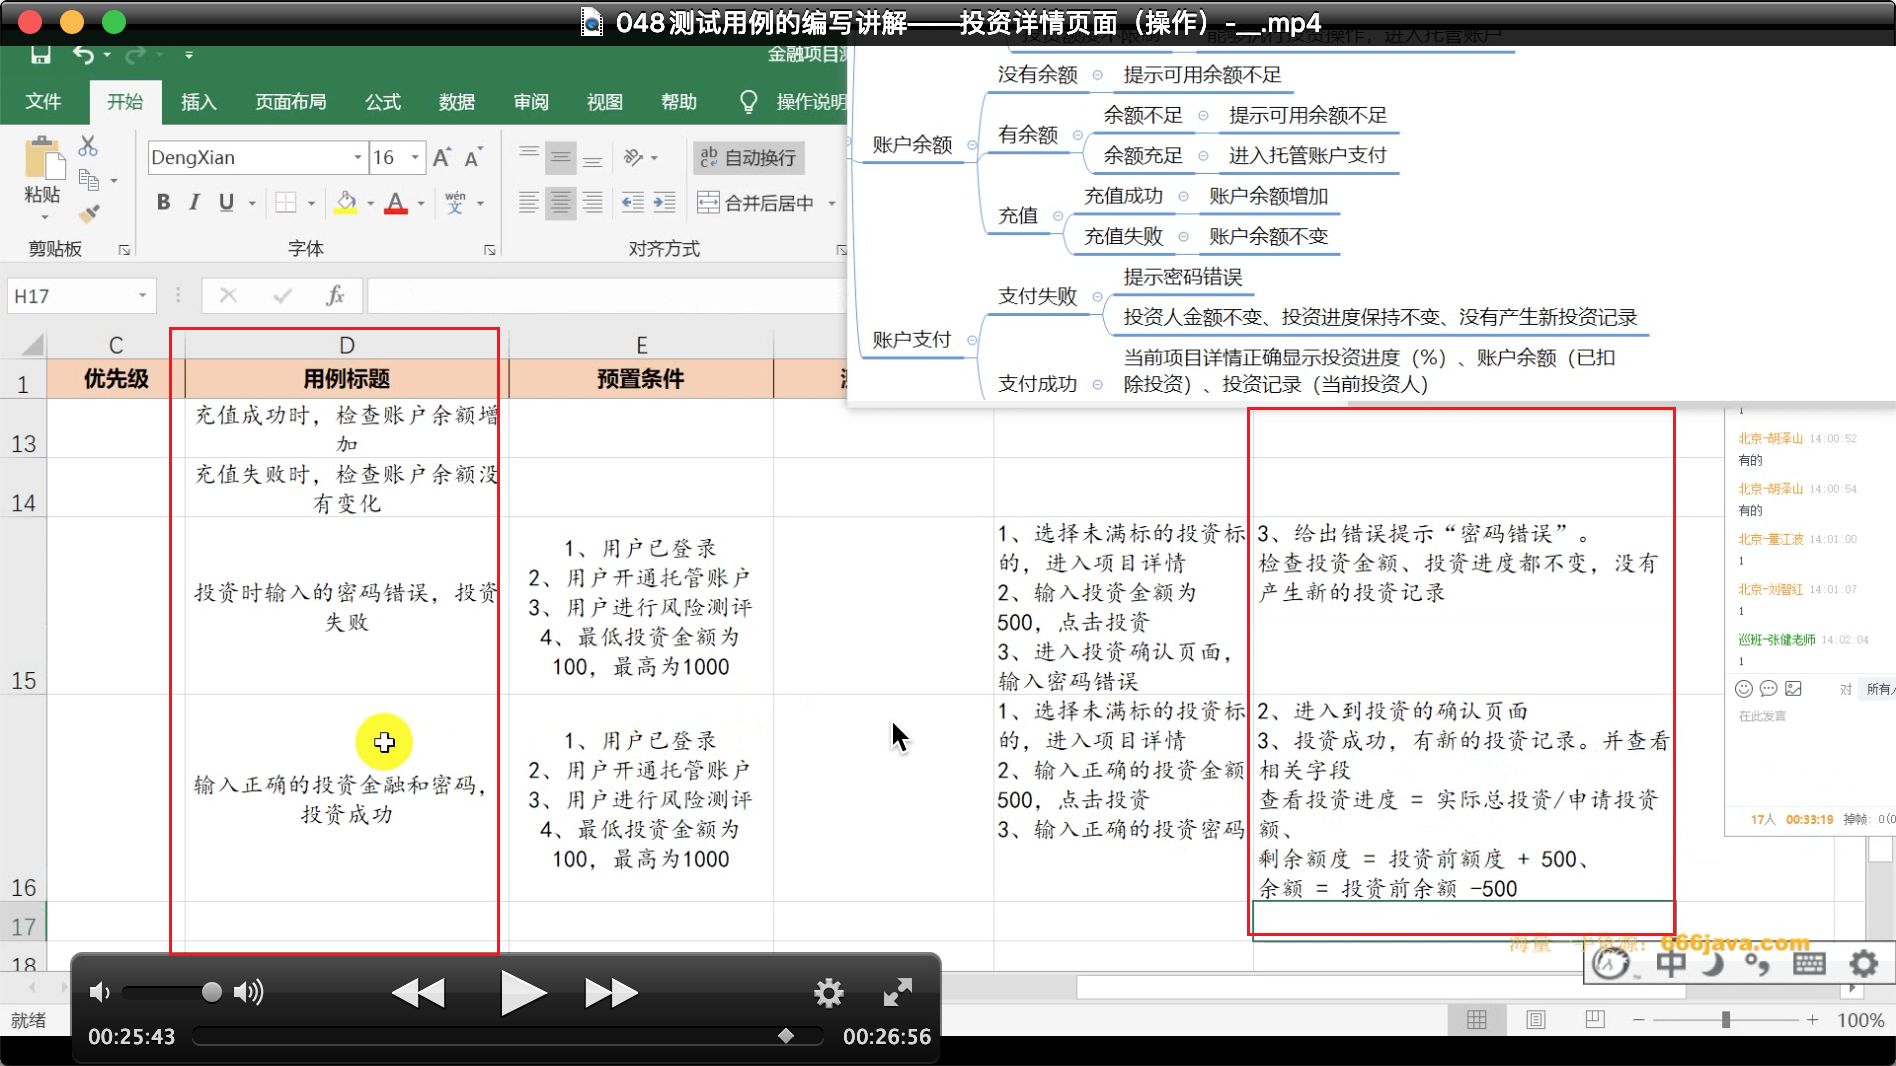 048测试用例的编写讲解——投资详情页面（操作）-__.mp4
金融项目测
文件 开始 插入 页面布局 公式 数据 审阅 视图 帮助 操作说明
DengXian 16
粘贴
自动换行
B I U A wén 文
合并后居中
剪贴板 字体 对齐方式
H17
fx
没有余额 提示可用余额不足
账户余额 有余额
余额不足 提示可用余额不足
余额充足 进入托管账户支付
充值
充值成功 账户余额增加
充值失败 账户余额不变
账户支付
支付失败
提示密码错误
投资人金额不变、投资进度保持不变、没有产生新投资记录
支付成功
当前项目详情正确显示投资进度（%）、账户余额（已扣
除投资）、投资记录（当前投资人）
C D E
1 优先级 用例标题 预置条件
13
充值成功时，检查账户余额增
加
14
充值失败时，检查账户余额没
有变化
15
投资时输入的密码错误，投资
失败
1、用户已登录
2、用户开通托管账户
3、用户进行风险测评
4、最低投资金额为
100，最高为1000
1、选择未满标的投资标
的，进入项目详情
2、输入投资金额为
500，点击投资
3、进入投资确认页面，
输入密码错误
3、给出错误提示“密码错误”。
检查投资金额、投资进度都不变，没有
产生新的投资记录
16
输入正确的投资金融和密码，
投资成功
1、用户已登录
2、用户开通托管账户
3、用户进行风险测评
4、最低投资金额为
100，最高为1000
1、选择未满标的投资标
的，进入项目详情
2、输入正确的投资金额
500，点击投资
3、输入正确的投资密码
2、进入到投资的确认页面
3、投资成功，有新的投资记录。并查看
相关字段
查看投资进度 = 实际总投资/申请投资
额、
剩余额度 = 投资前额度 + 500、
余额 = 投资前余额 -500
17
18
1
北京-胡泽山 14:00:52
有的
北京-胡泽山 14:00:54
有的
北京-董江波 14:01:00
1
北京-刘智红 14:01:07
1
巡班-张健老师 14:02:04
1
对 所有人
在此发言
17人 00:33:19 掉帧: 0(0
666java.com
中
就绪
00:25:43 00:26:56
100%